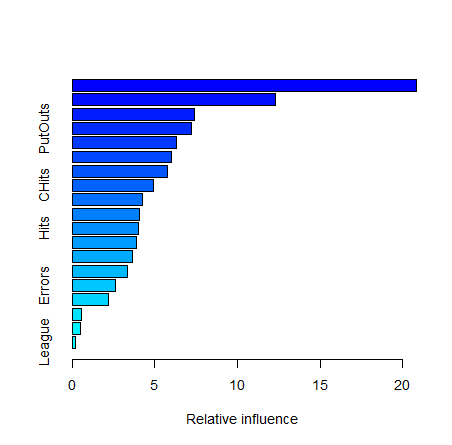 PutOuts
CHits
Hits
Errors
League
0 5 10 15 20
Relative influence